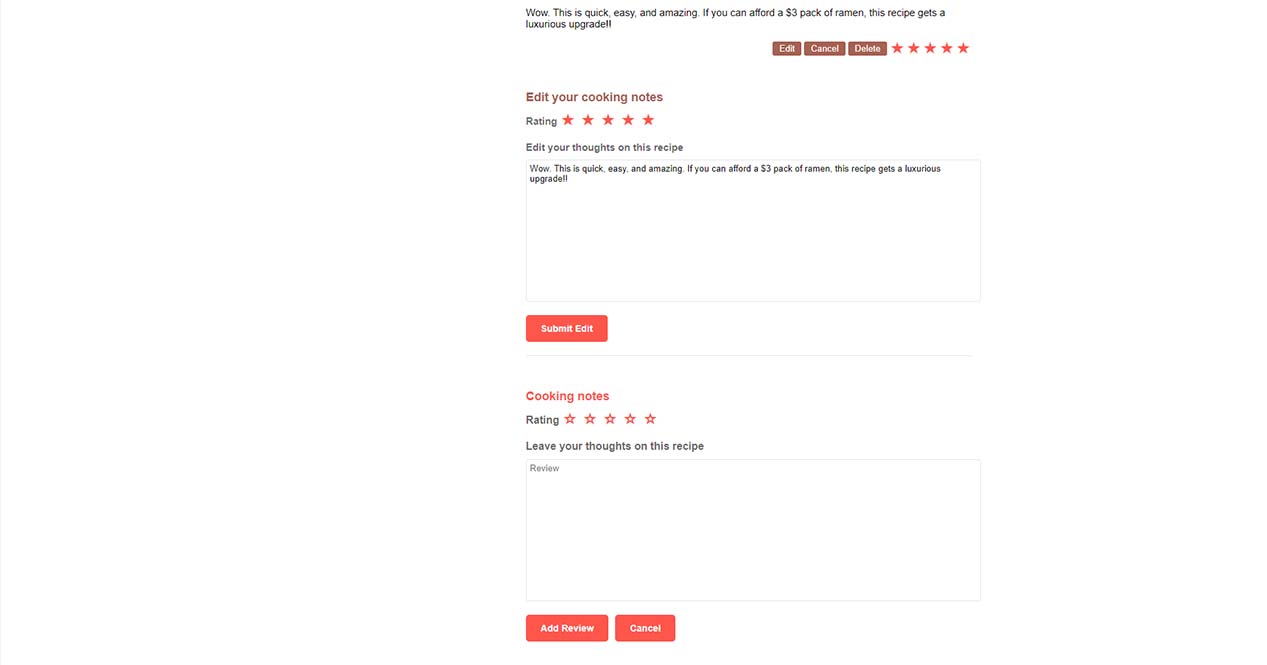 Wow. This is quick, easy, and amazing. If you can afford a $3 pack of ramen, this recipe gets a
luxurious upgrade!!
Edit Cancel Delete ★ ★ ★ ★ ★
Edit your cooking notes
Rating ★ ★ ★ ★ ★
Edit your thoughts on this recipe
Wow. This is quick, easy, and amazing. If you can afford a $3 pack of ramen, this recipe gets a luxurious
upgrade!!
Submit Edit
Cooking notes
Rating ☆ ☆ ☆ ☆ ☆
Leave your thoughts on this recipe
Review
Add Review Cancel